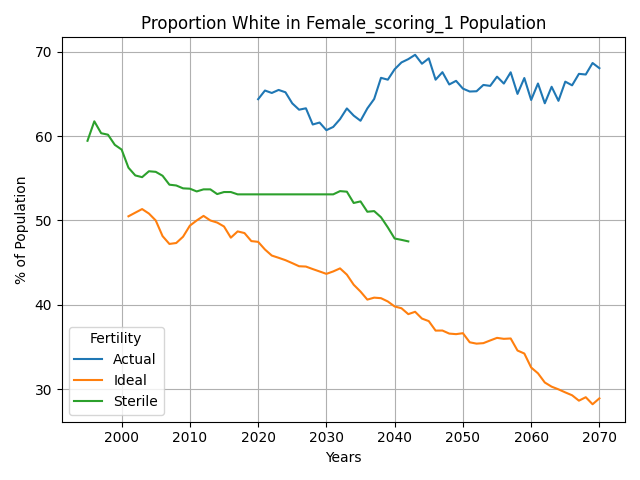 Proportion White in Female_scoring_1 Population
70
60
50
40
30
% of Population
Fertility
Actual
Ideal
Sterile
2000 2010 2020 2030 2040 2050 2060 2070
Years